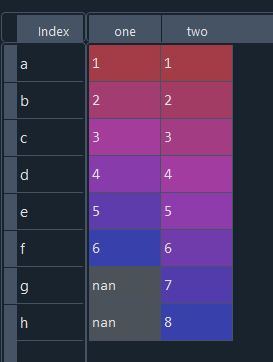 Index one two
a 1 1
b 2 2
c 3 3
d 4 4
e 5 5
f 6 6
g nan 7
h nan 8